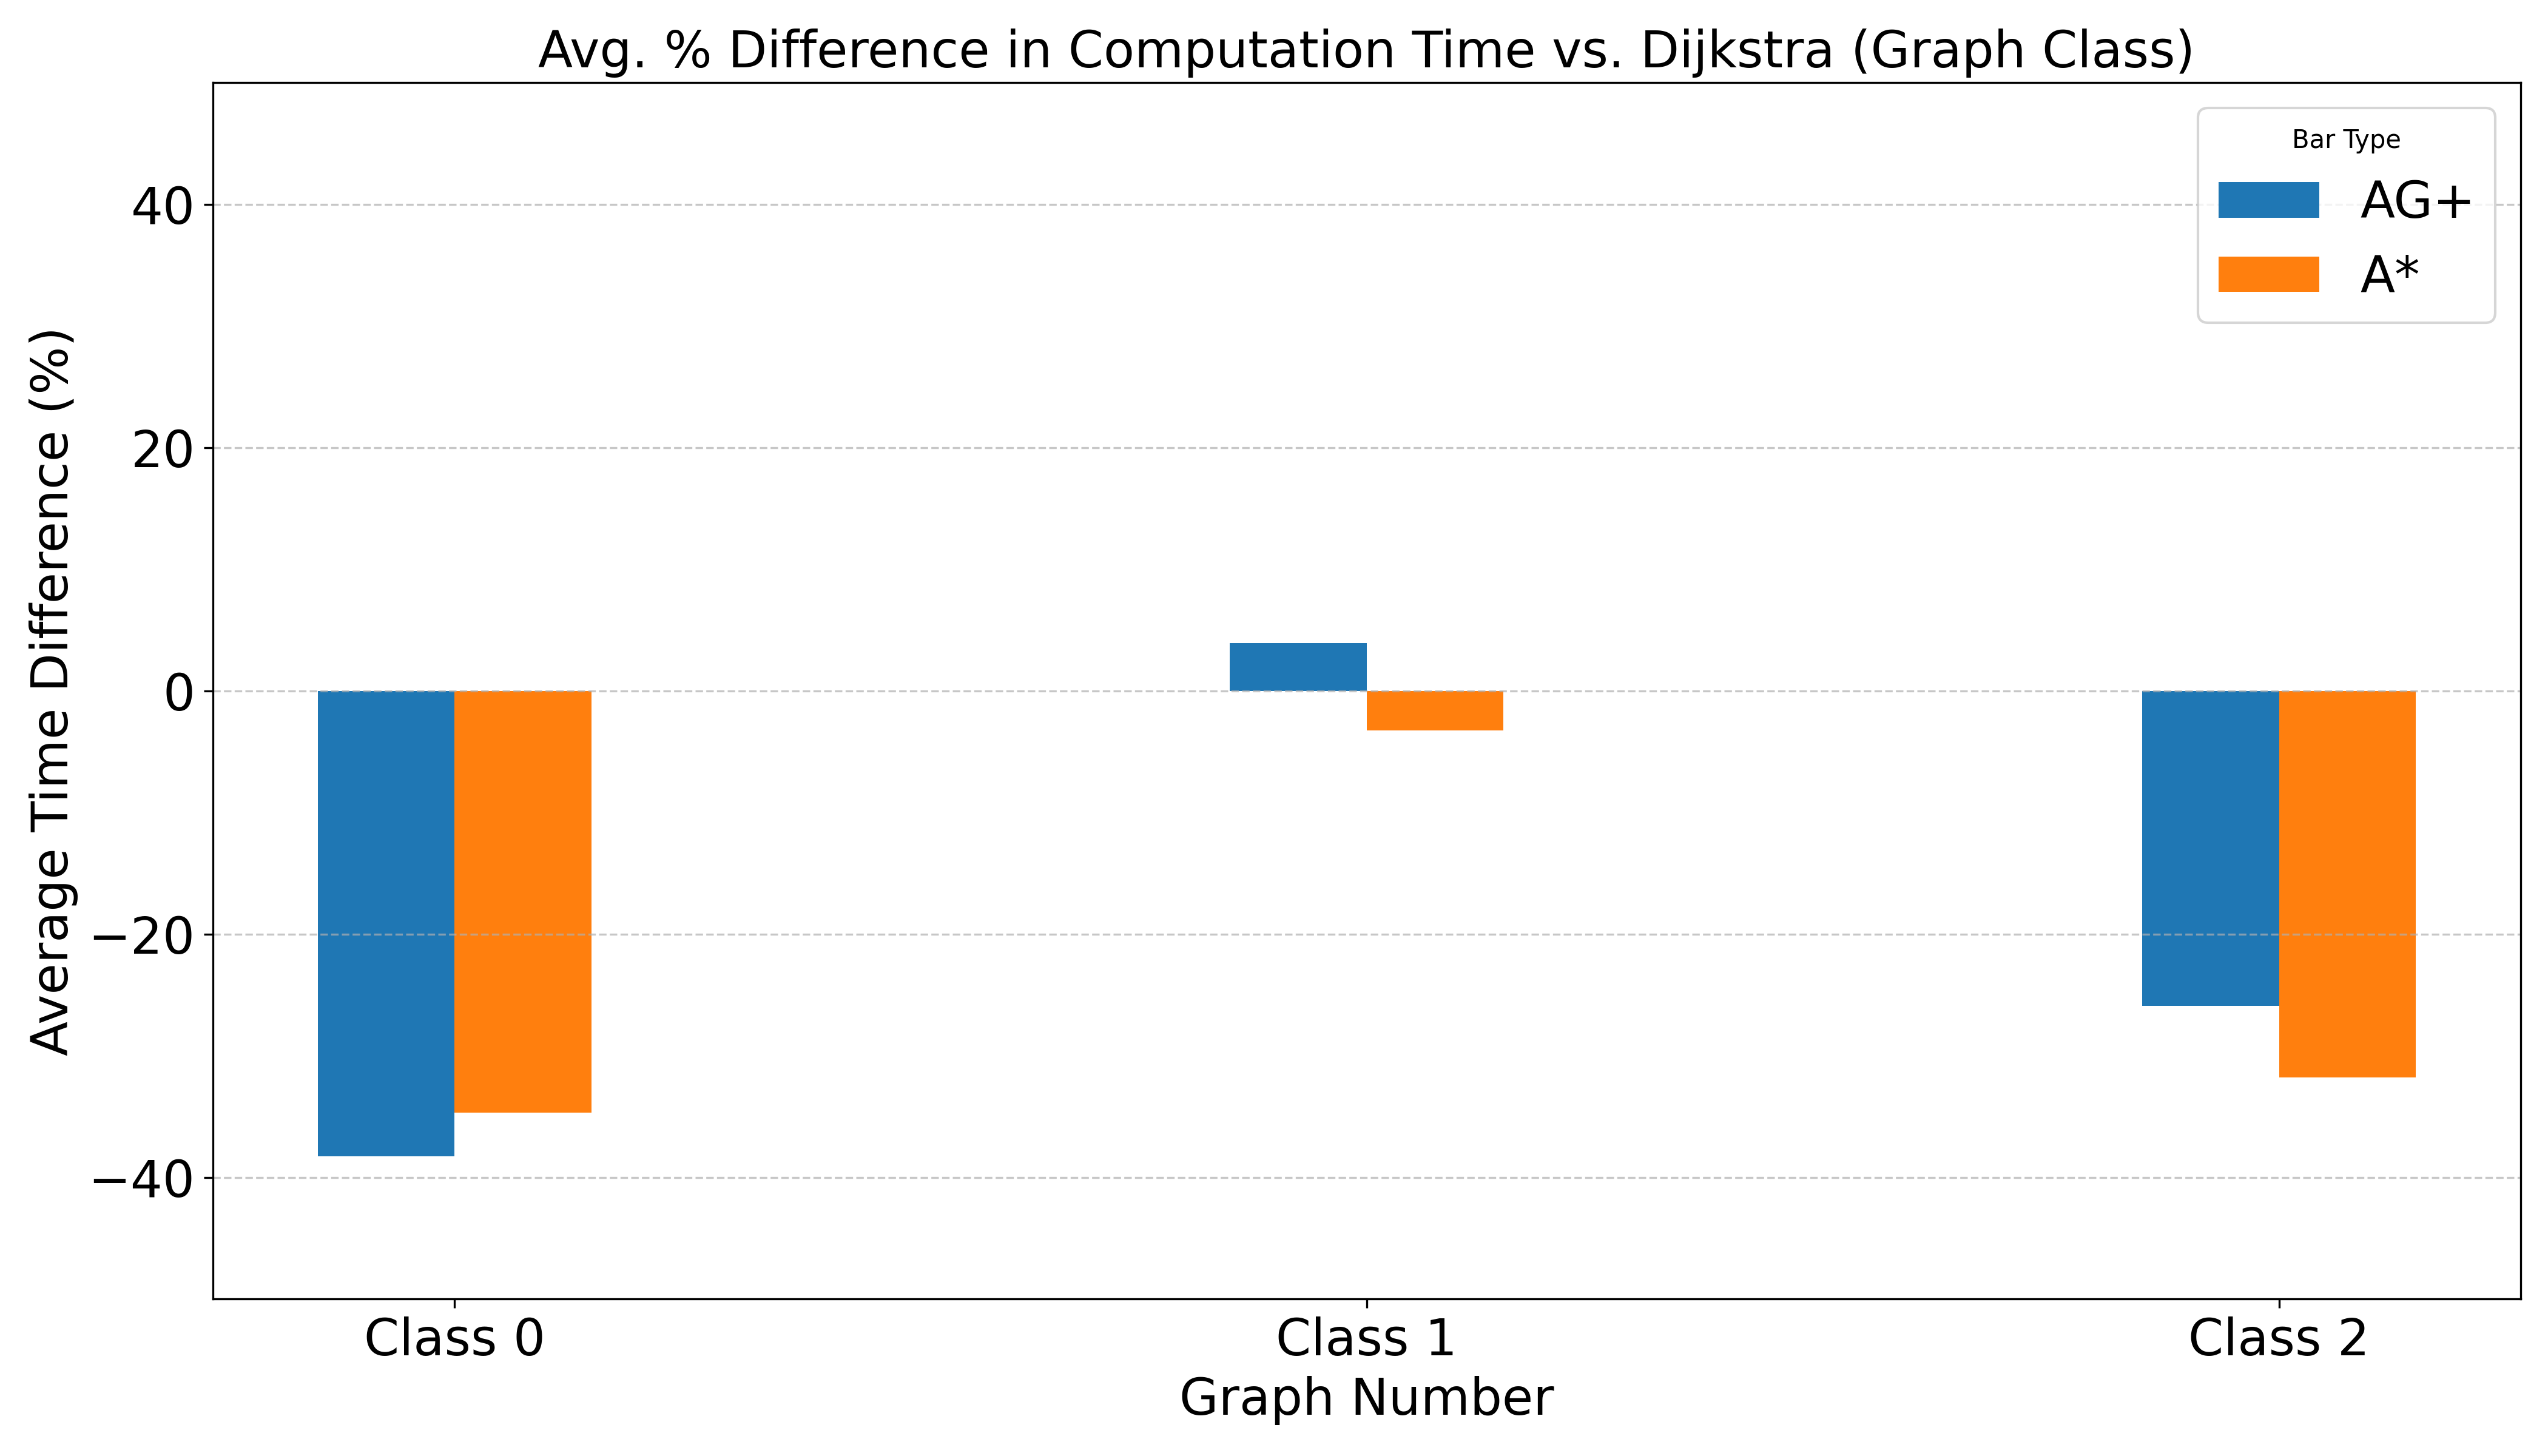 Avg. % Difference in Computation Time vs. Dijkstra (Graph Class)
Bar Type
AG+
A*
Average Time Difference (%)
40
20
0
−20
−40
Class 0
Class 1
Class 2
Graph Number